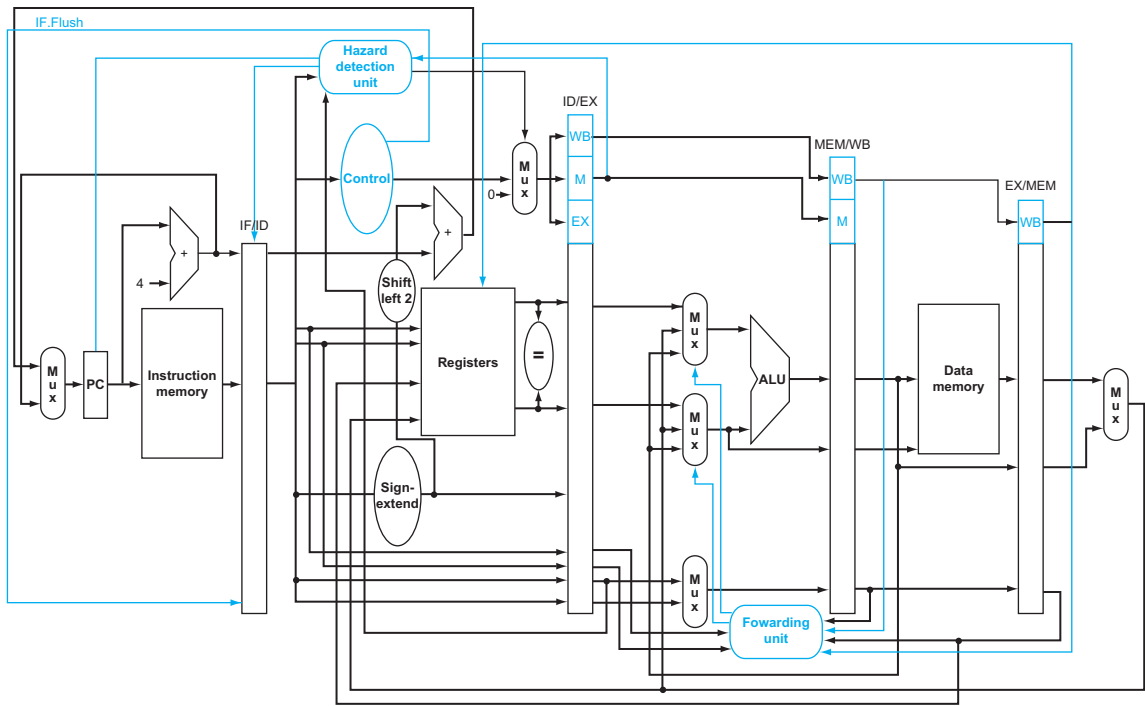 IF.Flush
Hazard
detection
unit
ID/EX
WB
MEM/WB
M
u
x
Control
M
WB
EX/MEM
0
EX
M
WB
IF/ID
+
+
4
Shift
left 2
M
u
x
Registers
=
M
u
x
PC
Instruction
memory
ALU
Data
memory
M
u
x
M
u
x
Sign-
extend
M
u
x
Fowarding
unit